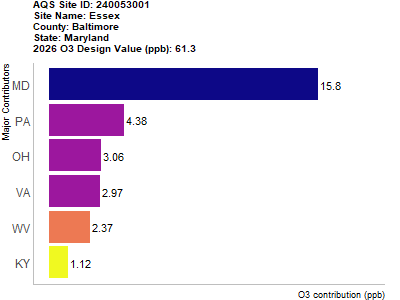 AQS Site ID: 240053001
Site Name: Essex
County: Baltimore
State: Maryland
2026 O3 Design Value (ppb): 61.3
Major Contributors
MD 15.8
PA 4.38
OH 3.06
VA 2.97
WV 2.37
KY 1.12
O3 contribution (ppb)